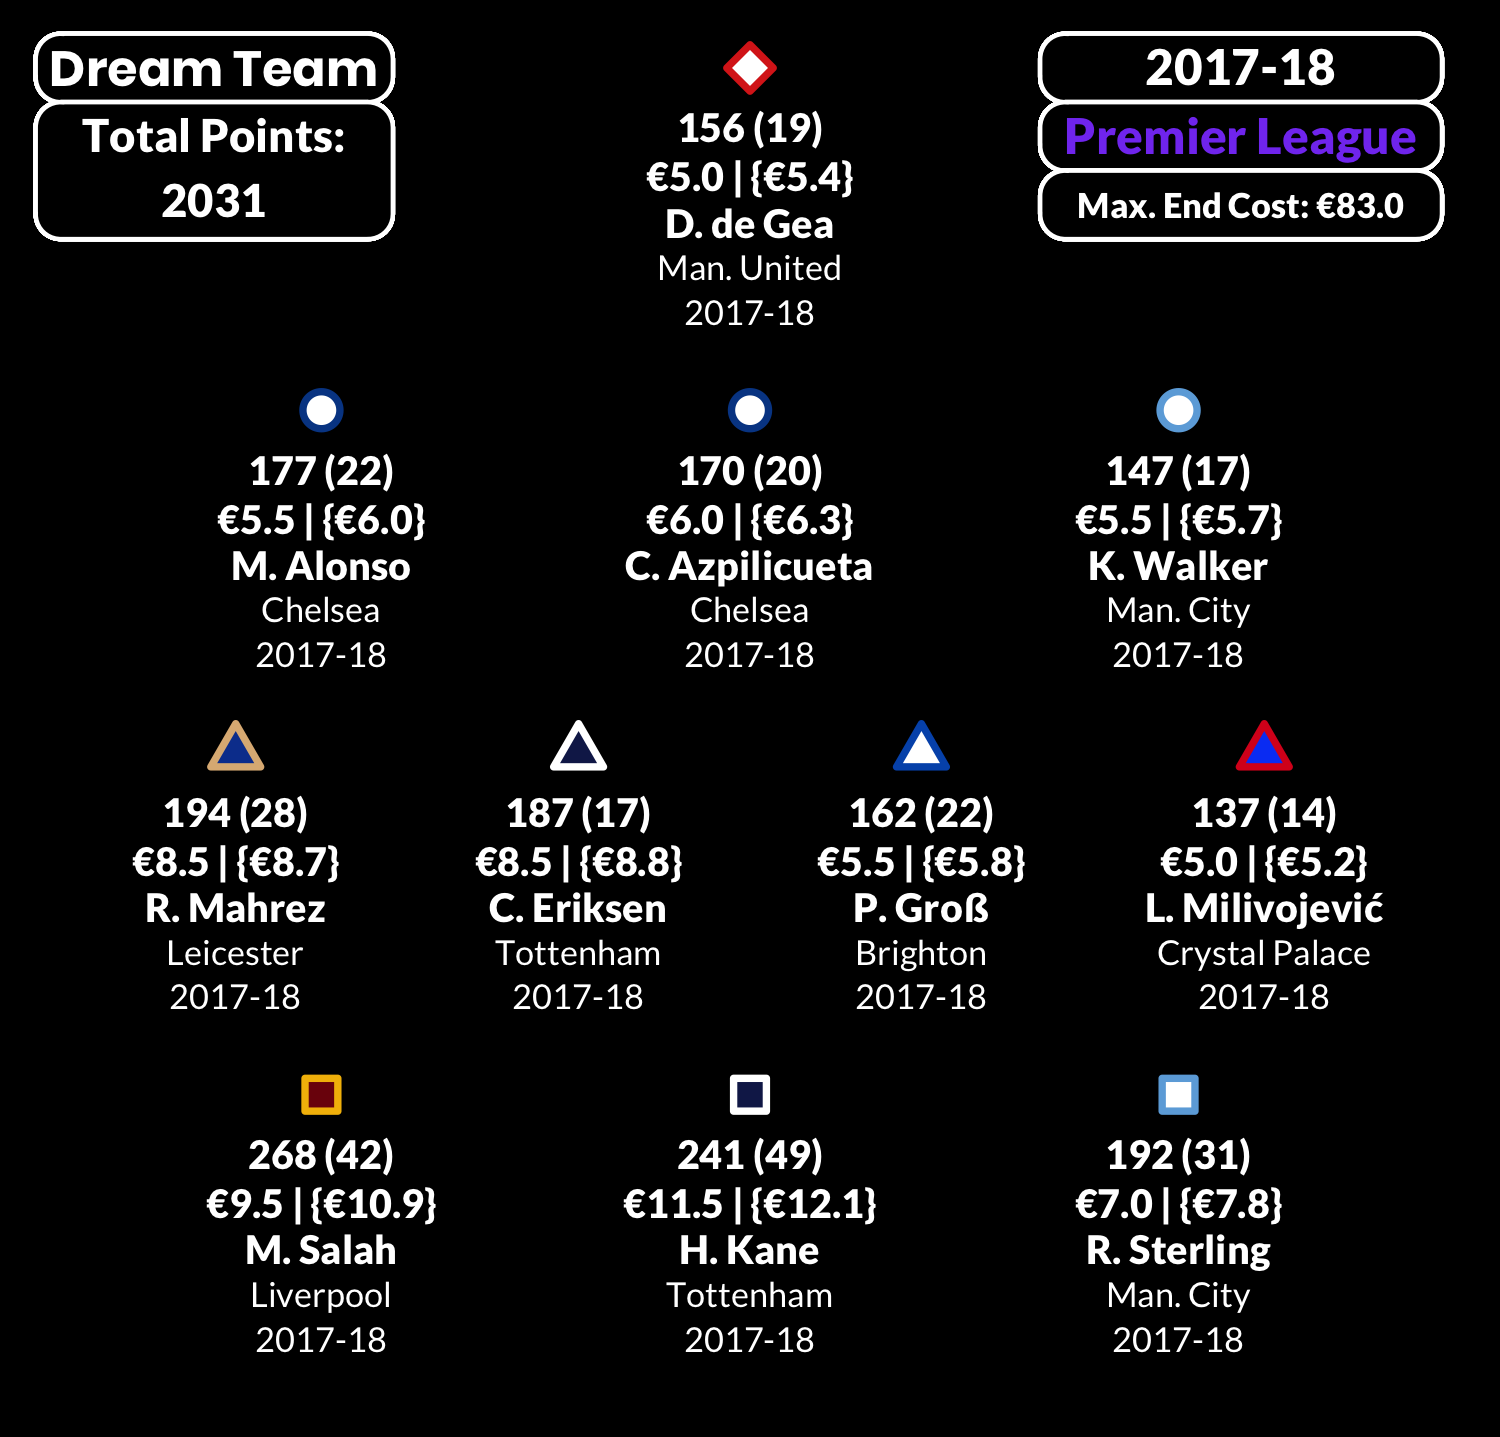 Dream Team
Total Points:
2031
2017-18
Premier League
Max. End Cost: €83.0
156 (19)
€5.0 | {€5.4}
D. de Gea
Man. United
2017-18
177 (22)
€5.5 | {€6.0}
M. Alonso
Chelsea
2017-18
170 (20)
€6.0 | {€6.3}
C. Azpilicueta
Chelsea
2017-18
147 (17)
€5.5 | {€5.7}
K. Walker
Man. City
2017-18
194 (28)
€8.5 | {€8.7}
R. Mahrez
Leicester
2017-18
187 (17)
€8.5 | {€8.8}
C. Eriksen
Tottenham
2017-18
162 (22)
€5.5 | {€5.8}
P. Groß
Brighton
2017-18
137 (14)
€5.0 | {€5.2}
L. Milivojević
Crystal Palace
2017-18
268 (42)
€9.5 | {€10.9}
M. Salah
Liverpool
2017-18
241 (49)
€11.5 | {€12.1}
H. Kane
Tottenham
2017-18
192 (31)
€7.0 | {€7.8}
R. Sterling
Man. City
2017-18